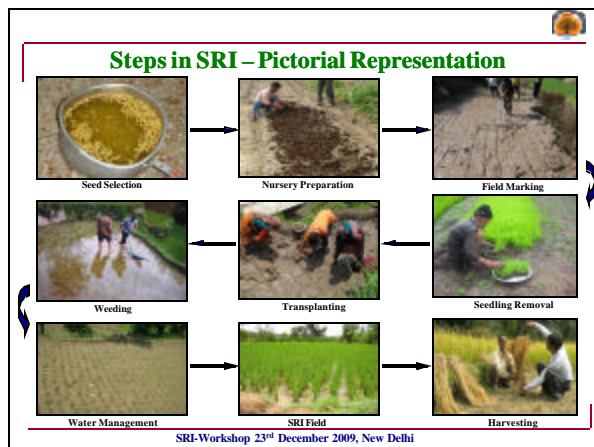 Steps in SRI – Pictorial Representation
Seed Selection
Nursery Preparation
Field Marking
Weeding
Transplanting
Seedling Removal
Water Management
SRI Field
Harvesting
SRI-Workshop 23rd December 2009, New Delhi